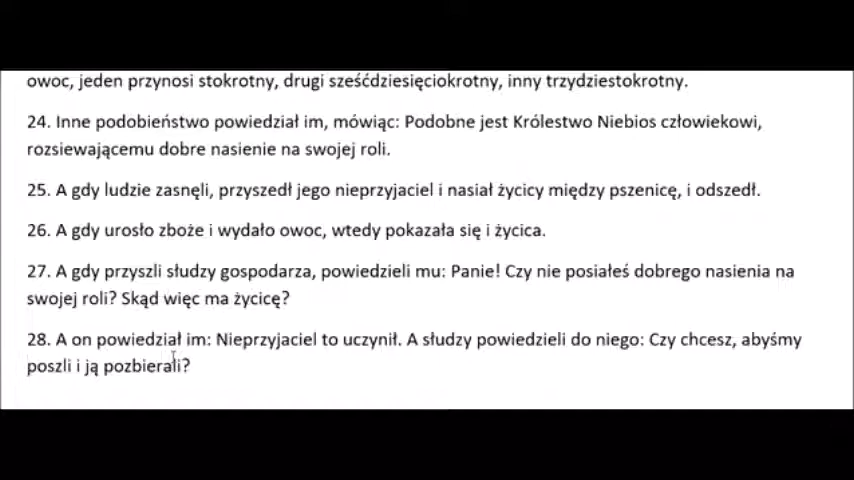 owoc, jeden przynosi stokrotny, drugi sześćdziesięciokrotny, inny trzydziestokrotny.
24. Inne podobieństwo powiedział im, mówiąc: Podobne jest Królestwo Niebios człowiekowi,
rozsiewającemu dobre nasienie na swojej roli.
25. A gdy ludzie zasnęli, przyszedł jego nieprzyjaciel i nasiał życicy między pszenicę, i odszedł.
26. A gdy urosło zboże i wydało owoc, wtedy pokazała się i życica.
27. A gdy przyszli słudzy gospodarza, powiedzieli mu: Panie! Czy nie posiałeś dobrego nasienia na
swojej roli? Skąd więc ma życicę?
28. A on powiedział im: Nieprzyjaciel to uczynił. A słudzy powiedzieli do niego: Czy chcesz, abyśmy
poszli i ją pozbierali?